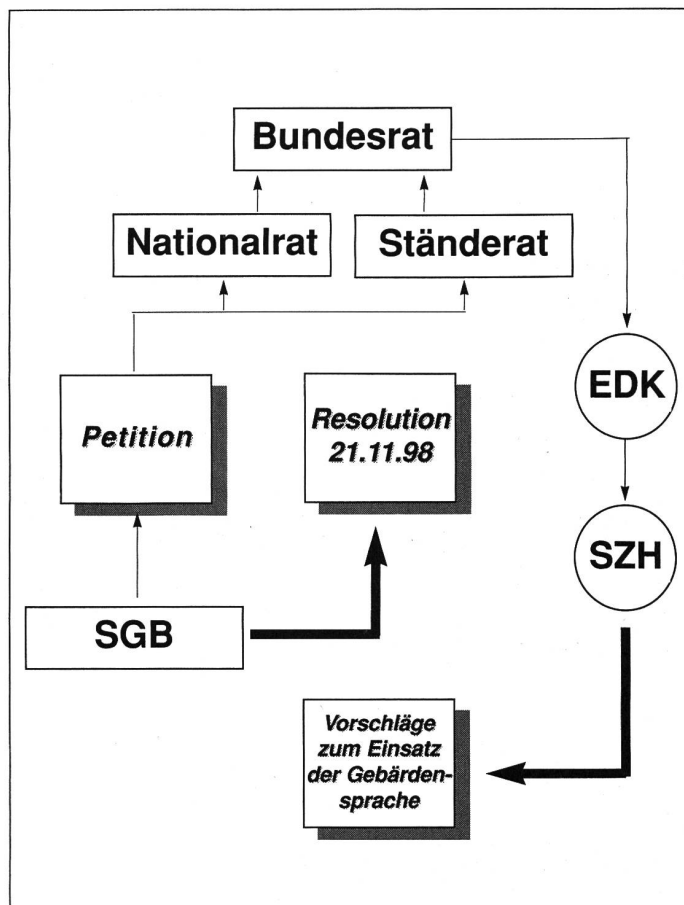 Bundesrat
Nationalrat
Ständerat
EDK
Petition
Resolution
21.11.98
SZH
SGB
Vorschläge
zum Einsatz
der Gebärden-
sprache